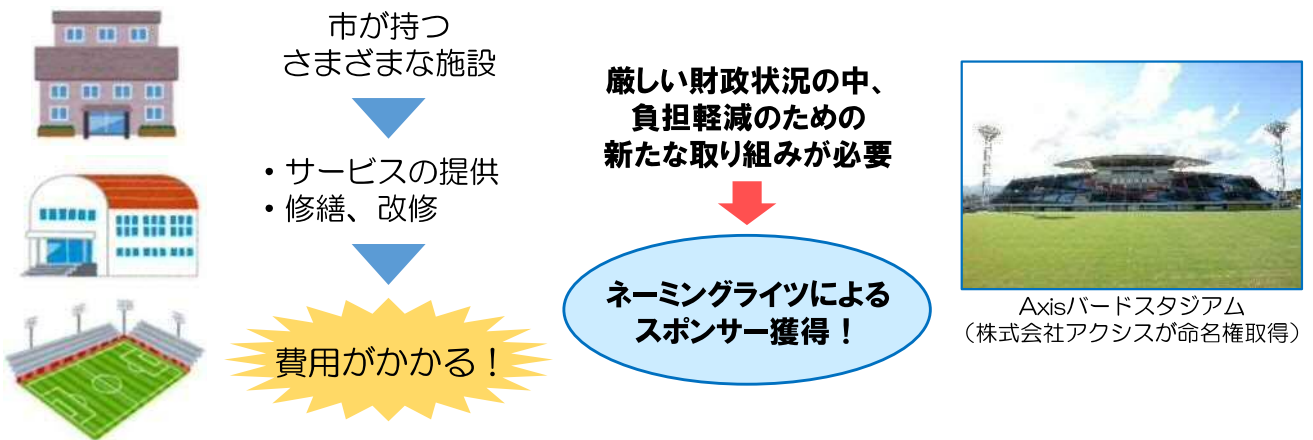 市が持つ
さまざまな施設
・サービスの提供
・修繕、改修
費用がかかる！
厳しい財政状況の中、
負担軽減のための
新たな取り組みが必要
ネーミングライツによる
スポンサー獲得！
Axisバードスタジアム
（株式会社アクシスが命名権取得）